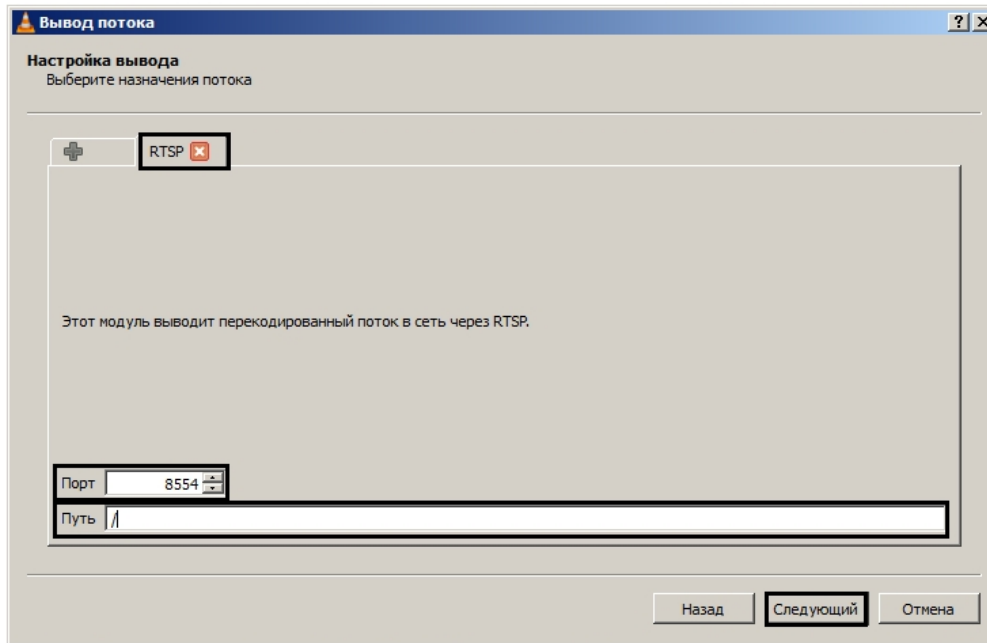 Вывод потока
Настройка вывода
Выберите назначения потока
RTSP
Этот модуль выводит перекодированный поток в сеть через RTSP.
Порт 8554
Путь /
Назад Следующий Отмена